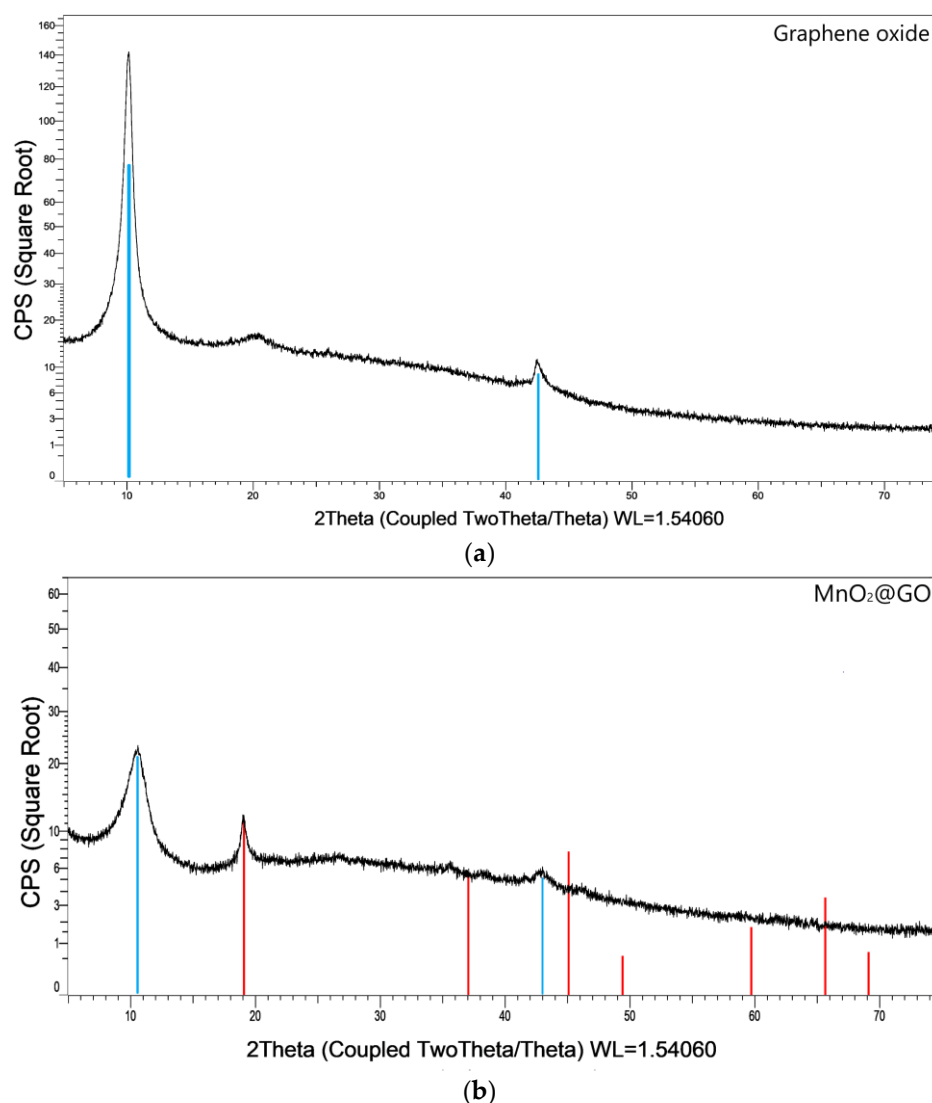 Graphene oxide
CPS (Square Root)
160
140
120
100
80
60
50
40
30
20
10
6
3
1
0
10 20 30 40 50 60 70
2Theta (Coupled TwoTheta/Theta) WL=1.54060
(a)
MnO₂@GO
CPS (Square Root)
60
50
40
30
20
10
6
3
1
0
10 20 30 40 50 60 70
2Theta (Coupled TwoTheta/Theta) WL=1.54060
(b)